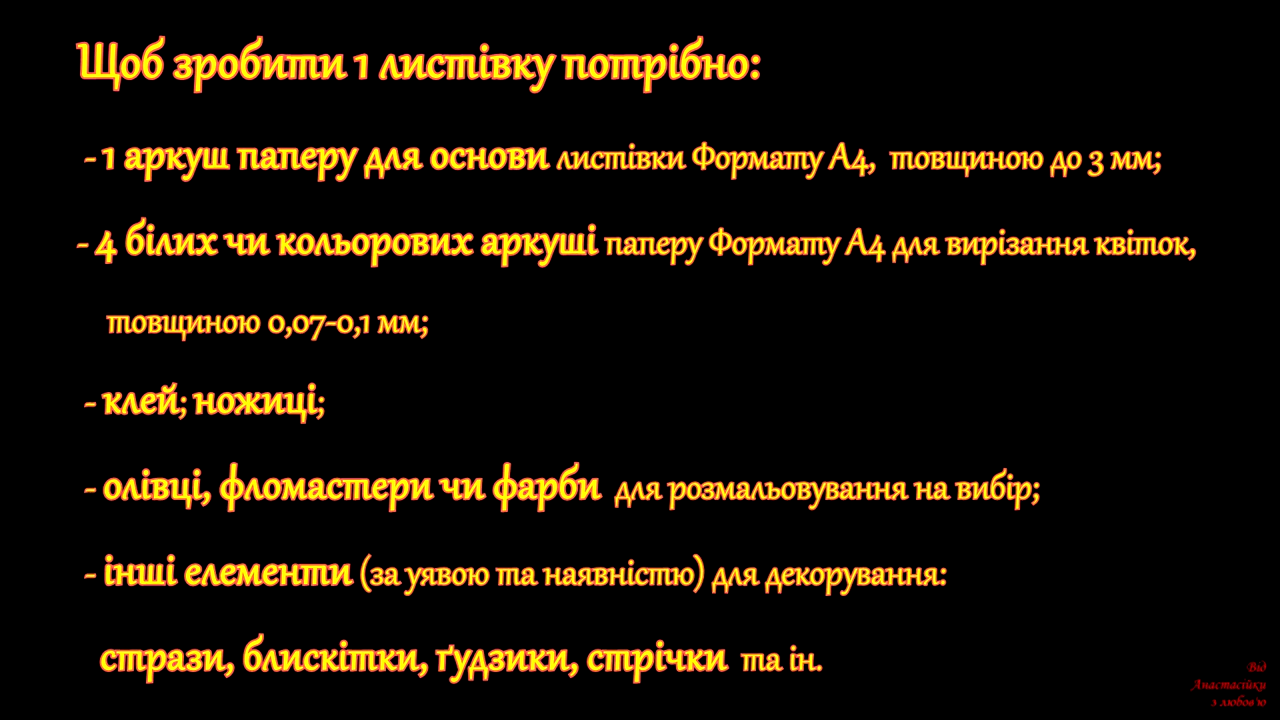 Щоб зробити 1 листівку потрібно:
- 1 аркуш паперу для основи листівки Формату А4, товщиною до 3 мм;
- 4 білих чи кольорових аркуші паперу Формату А4 для вирізання квіток,
товщиною 0,07-0,1 мм;
- клей; ножиці;
- олівці, фломастери чи фарби для розмальовування на вибір;
- інші елементи (за уявою та наявністю) для декорування:
стрази, блискітки, ґудзики, стрічки та ін.
Від
Анастасійки
з любов'ю